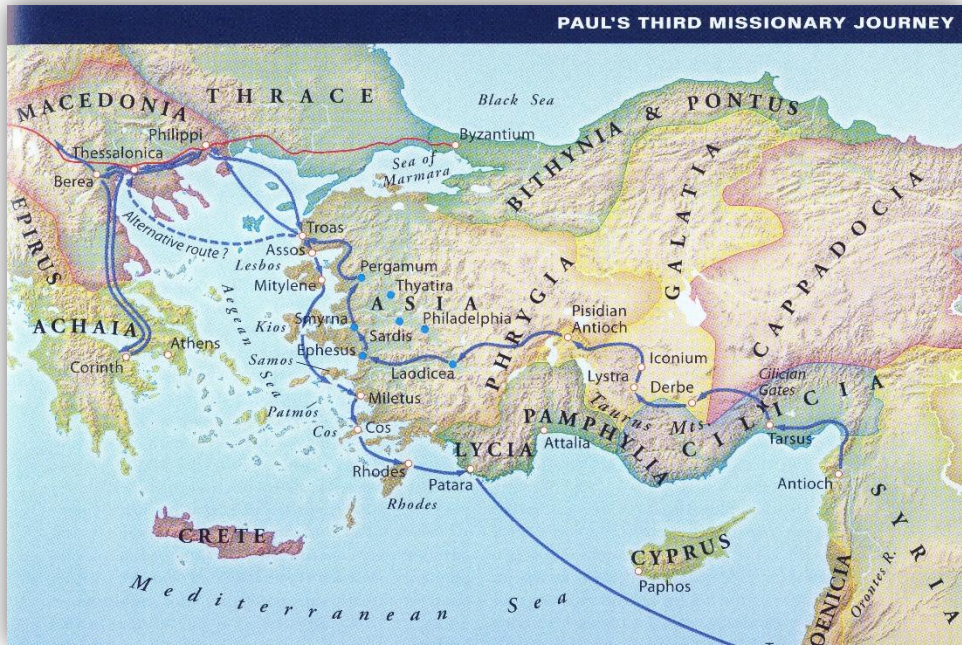 PAUL'S THIRD MISSIONARY JOURNEY
MACEDONIA
THRACE
Black Sea
BITHYNIA & PONTUS
Philippi
Byzantium
Thessalonica
Sea of
Marmara
Berea
GALATIA
CAPPADOCIA
EPIRUS
Alternative route?
Troas
Assos
Lesbos
Mitylene
Pergamum
Thyatira
ASIA
PHRYGIA
Aegean Sea
Kios
Smyrna
Philadelphia
Sardis
Pisidian
Antioch
ACHAIA
Athens
Corinth
Samos
Ephesus
Laodicea
Iconium
Lystra
Derbe
Cilician
Gates
Miletus
Patmos
Taurus Mts.
CILICIA
Cos
Cos
PAMPHYLIA
LYCIA
Attalia
Tarsus
Rhodes
Patara
Rhodes
Antioch
SYRIA
CRETE
CYPRUS
Paphos
Orontes R.
Mediterranean Sea